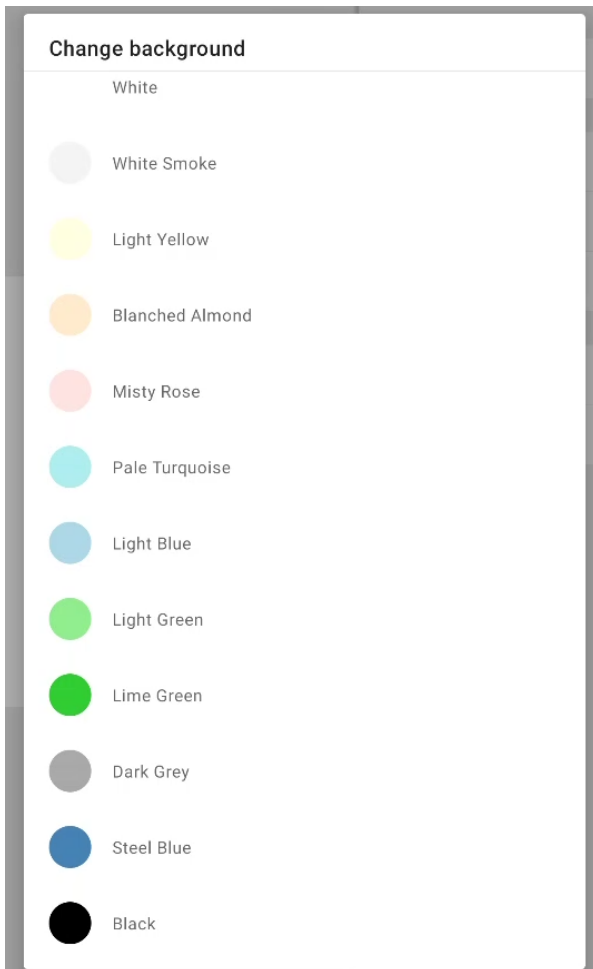 Change background
White
White Smoke
Light Yellow
Blanched Almond
Misty Rose
Pale Turquoise
Light Blue
Light Green
Lime Green
Dark Grey
Steel Blue
Black